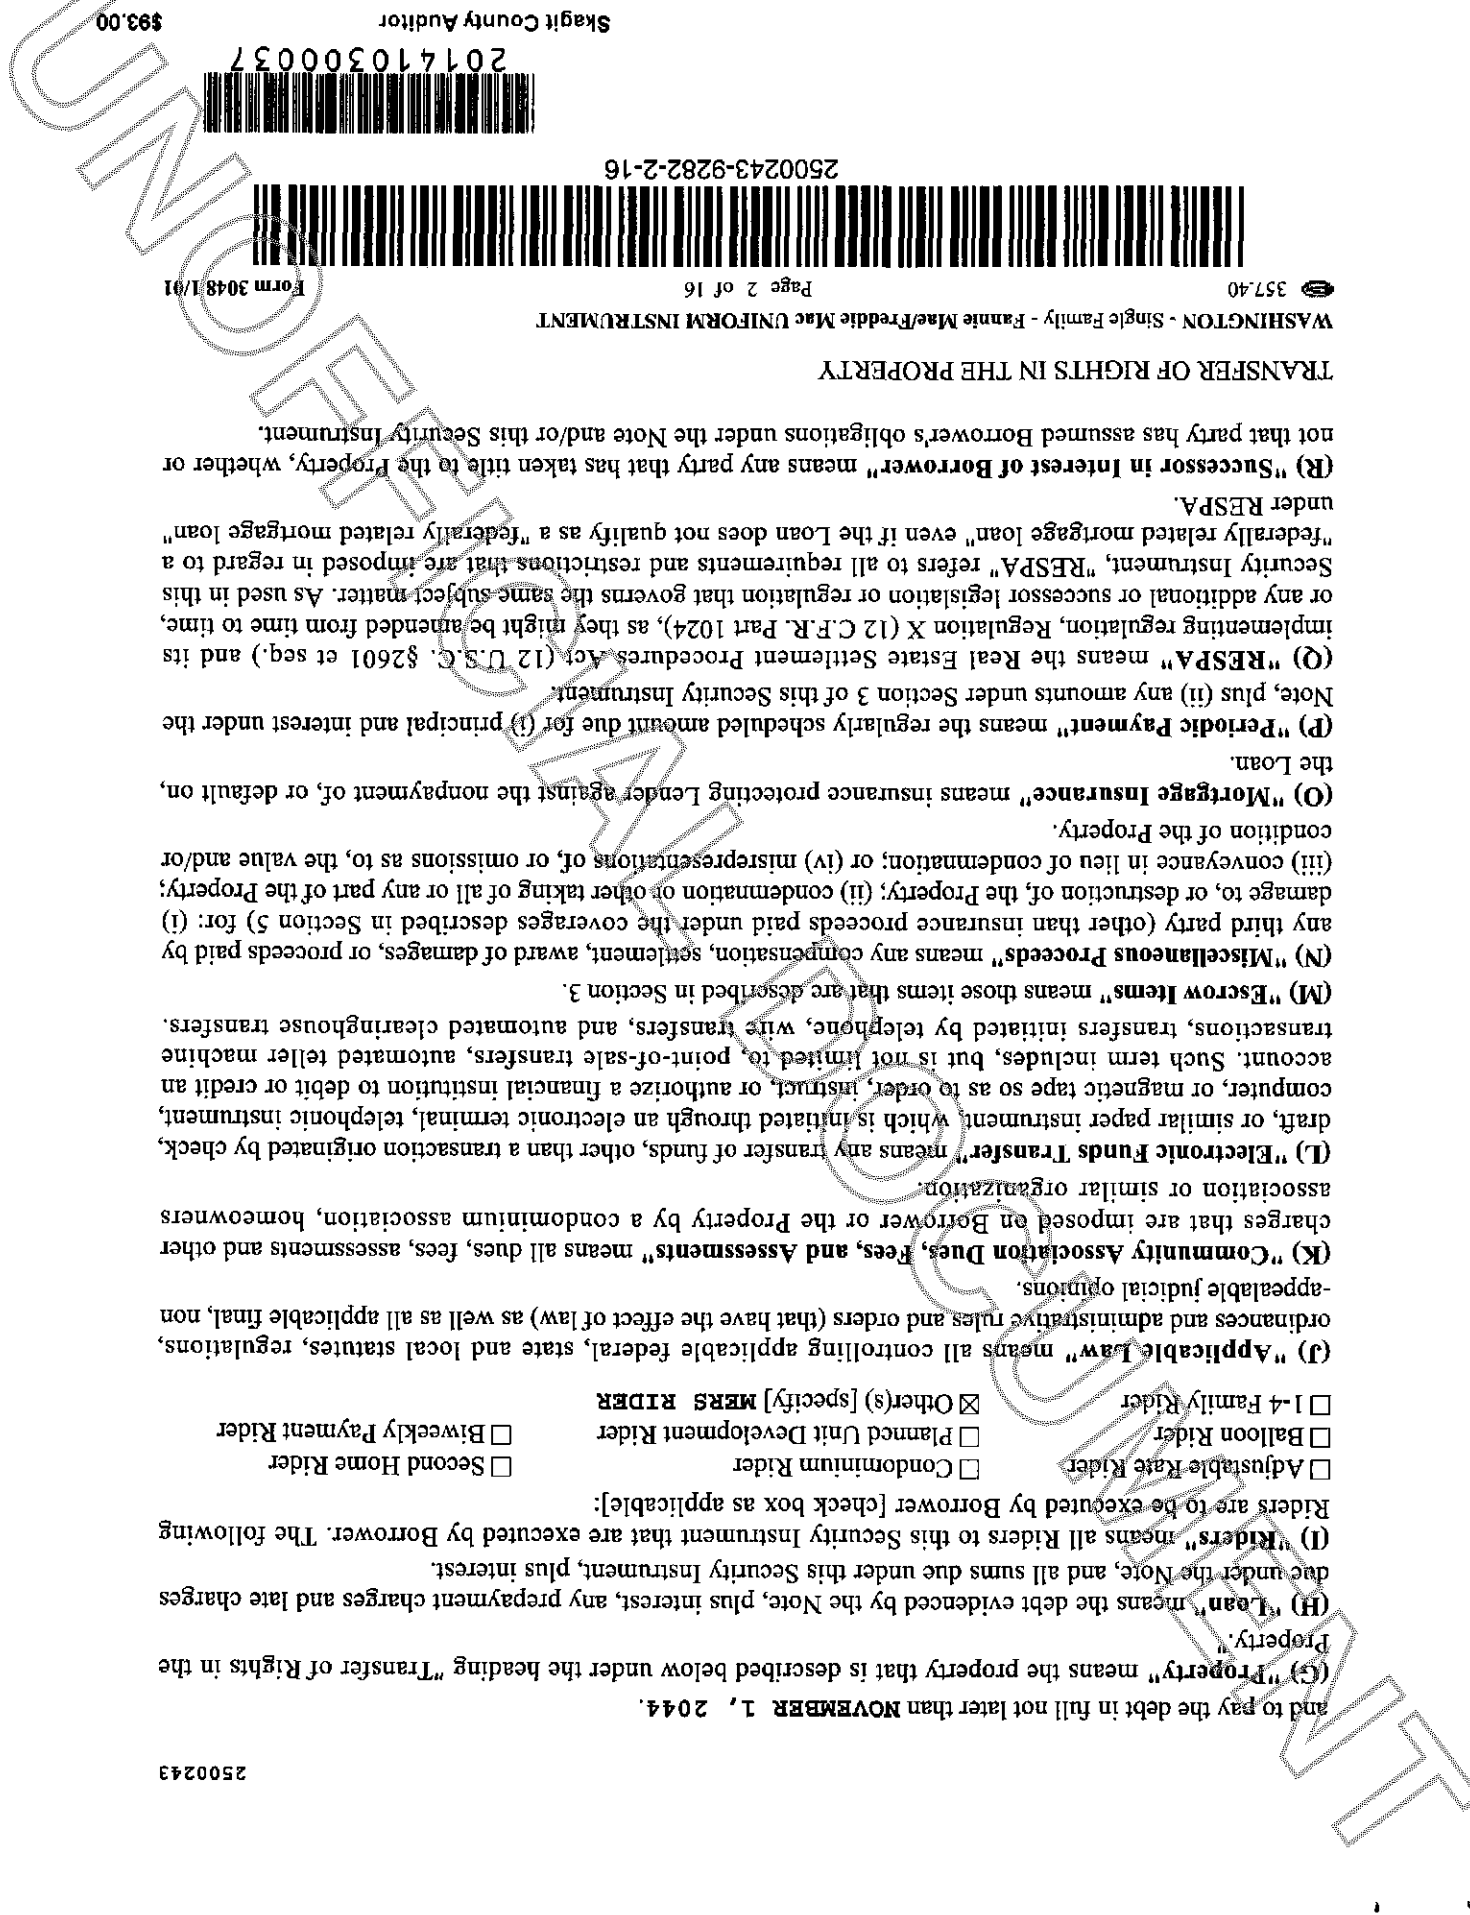 2500243
and to pay the debt in full not later than NOVEMBER 1, 2044.
(G) "Property" means the property that is described below under the heading "Transfer of Rights in the
Property."
(H) "Loan" means the debt evidenced by the Note, plus interest, any prepayment charges and late charges
due under the Note, and all sums due under this Security Instrument, plus interest.
(I) "Riders" means all Riders to this Security Instrument that are executed by Borrower. The following
Riders are to be executed by Borrower [check box as applicable]:
☐ Adjustable Rate Rider ☐ Condominium Rider ☐ Second Home Rider
☐ Balloon Rider ☐ Planned Unit Development Rider ☐ Biweekly Payment Rider
☐ 1-4 Family Rider ☒ Other(s) [specify] MERS RIDER
(J) "Applicable Law" means all controlling applicable federal, state and local statutes, regulations,
ordinances and administrative rules and orders (that have the effect of law) as well as all applicable final, non
-appealable judicial opinions.
(K) "Community Association Dues, Fees, and Assessments" means all dues, fees, assessments and other
charges that are imposed on Borrower or the Property by a condominium association, homeowners
association or similar organization.
(L) "Electronic Funds Transfer" means any transfer of funds, other than a transaction originated by check,
draft, or similar paper instrument, which is initiated through an electronic terminal, telephonic instrument,
computer, or magnetic tape so as to order, instruct, or authorize a financial institution to debit or credit an
account. Such term includes, but is not limited to, point-of-sale transfers, automated teller machine
transactions, transfers initiated by telephone, wire transfers, and automated clearinghouse transfers.
(M) "Escrow Items" means those items that are described in Section 3.
(N) "Miscellaneous Proceeds" means any compensation, settlement, award of damages, or proceeds paid by
any third party (other than insurance proceeds paid under the coverages described in Section 5) for: (i)
damage to, or destruction of, the Property; (ii) condemnation or other taking of all or any part of the Property;
(iii) conveyance in lieu of condemnation; or (iv) misrepresentations of, or omissions as to, the value and/or
condition of the Property.
(O) "Mortgage Insurance" means insurance protecting Lender against the nonpayment of, or default on,
the Loan.
(P) "Periodic Payment" means the regularly scheduled amount due for (i) principal and interest under the
Note, plus (ii) any amounts under Section 3 of this Security Instrument.
(Q) "RESPA" means the Real Estate Settlement Procedures Act (12 U.S.C. §2601 et seq.) and its
implementing regulation, Regulation X (12 C.F.R. Part 1024), as they might be amended from time to time,
or any additional or successor legislation or regulation that governs the same subject matter. As used in this
Security Instrument, "RESPA" refers to all requirements and restrictions that are imposed in regard to a
"federally related mortgage loan" even if the Loan does not qualify as a "federally related mortgage loan"
under RESPA.
(R) "Successor in Interest of Borrower" means any party that has taken title to the Property, whether or
not that party has assumed Borrower's obligations under the Note and/or this Security Instrument.
TRANSFER OF RIGHTS IN THE PROPERTY
WASHINGTON - Single Family - Fannie Mae/Freddie Mac UNIFORM INSTRUMENT
357.40 Page 2 of 16 Form 3048 1/01
2500243-9282-2-16
201410300037
Skagit County Auditor $93.00
UNOFFICIAL DOCUMENT